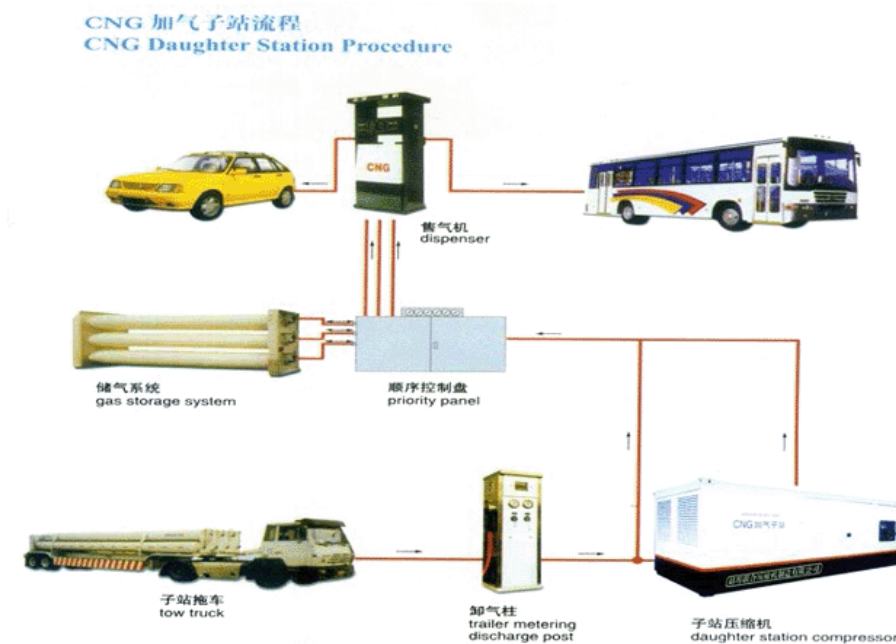 CNG 加气子站流程
CNG Daughter Station Procedure
CNG
售气机
dispenser
储气系统
gas storage system
顺序控制盘
priority panel
CNG加气子站
子站拖车
tow truck
卸气柱
trailer metering
discharge post
子站压缩机
daughter station compressor